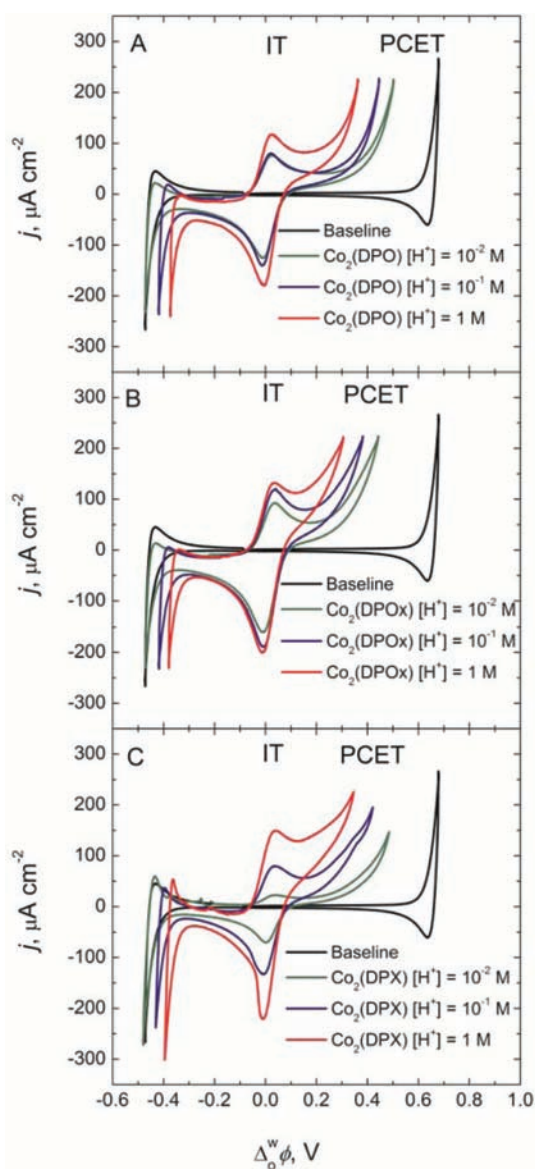 A IT PCET
300
200
100
0
-100
-200
-300
j, µA cm⁻²
Baseline
Co₂(DPO) [H⁺] = 10⁻² M
Co₂(DPO) [H⁺] = 10⁻¹ M
Co₂(DPO) [H⁺] = 1 M
B IT PCET
300
200
100
0
-100
-200
-300
j, µA cm⁻²
Baseline
Co₂(DPOx) [H⁺] = 10⁻² M
Co₂(DPOx) [H⁺] = 10⁻¹ M
Co₂(DPOx) [H⁺] = 1 M
C IT PCET
300
200
100
0
-100
-200
-300
j, µA cm⁻²
Baseline
Co₂(DPX) [H⁺] = 10⁻² M
Co₂(DPX) [H⁺] = 10⁻¹ M
Co₂(DPX) [H⁺] = 1 M
-0.6 -0.4 -0.2 0.0 0.2 0.4 0.6 0.8 1.0
Δₒʷϕ, V